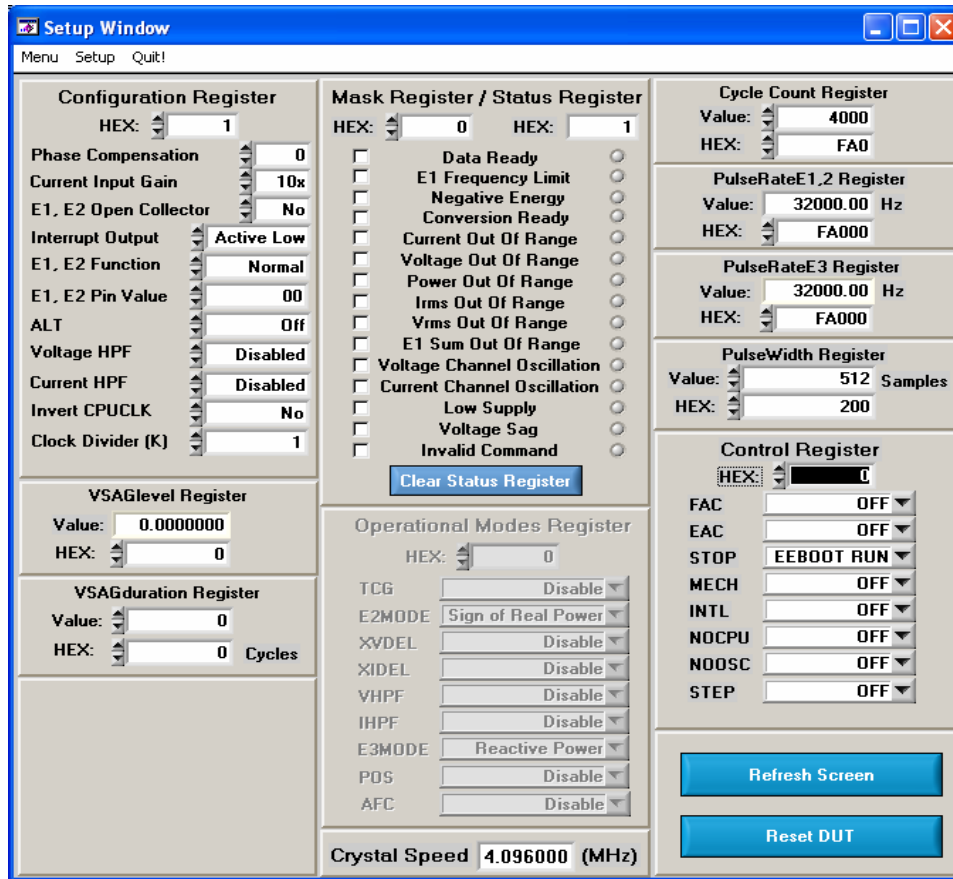 Setup Window
Menu Setup Quit!
Configuration Register
HEX: 1
Phase Compensation 0
Current Input Gain 10x
E1, E2 Open Collector No
Interrupt Output Active Low
E1, E2 Function Normal
E1, E2 Pin Value 00
ALT Off
Voltage HPF Disabled
Current HPF Disabled
Invert CPUCLK No
Clock Divider (K) 1
VSAGlevel Register
Value: 0.0000000
HEX: 0
VSAGduration Register
Value: 0
HEX: 0 Cycles
Mask Register / Status Register
HEX: 0 HEX: 1
Data Ready
E1 Frequency Limit
Negative Energy
Conversion Ready
Current Out Of Range
Voltage Out Of Range
Power Out Of Range
Irms Out Of Range
Vrms Out Of Range
E1 Sum Out Of Range
Voltage Channel Oscillation
Current Channel Oscillation
Low Supply
Voltage Sag
Invalid Command
Clear Status Register
Operational Modes Register
HEX: 0
TCG Disable
E2MODE Sign of Real Power
XVDEL Disable
XIDEL Disable
VHPF Disable
IHPF Disable
E3MODE Reactive Power
POS Disable
AFC Disable
Crystal Speed 4.096000 (MHz)
Cycle Count Register
Value: 4000
HEX: FA0
PulseRateE1,2 Register
Value: 32000.00 Hz
HEX: FA000
PulseRateE3 Register
Value: 32000.00 Hz
HEX: FA000
PulseWidth Register
Value: 512 Samples
HEX: 200
Control Register
HEX: 0
FAC OFF
EAC OFF
STOP EEBOOT RUN
MECH OFF
INTL OFF
NOCPU OFF
NOOSC OFF
STEP OFF
Refresh Screen
Reset DUT